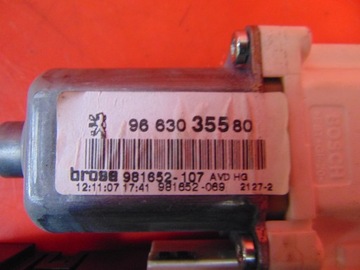 96 630 355 80
brose 981652-107 AVD HG
12:11:07 17:41 981652-069 2127-2
BOSCH